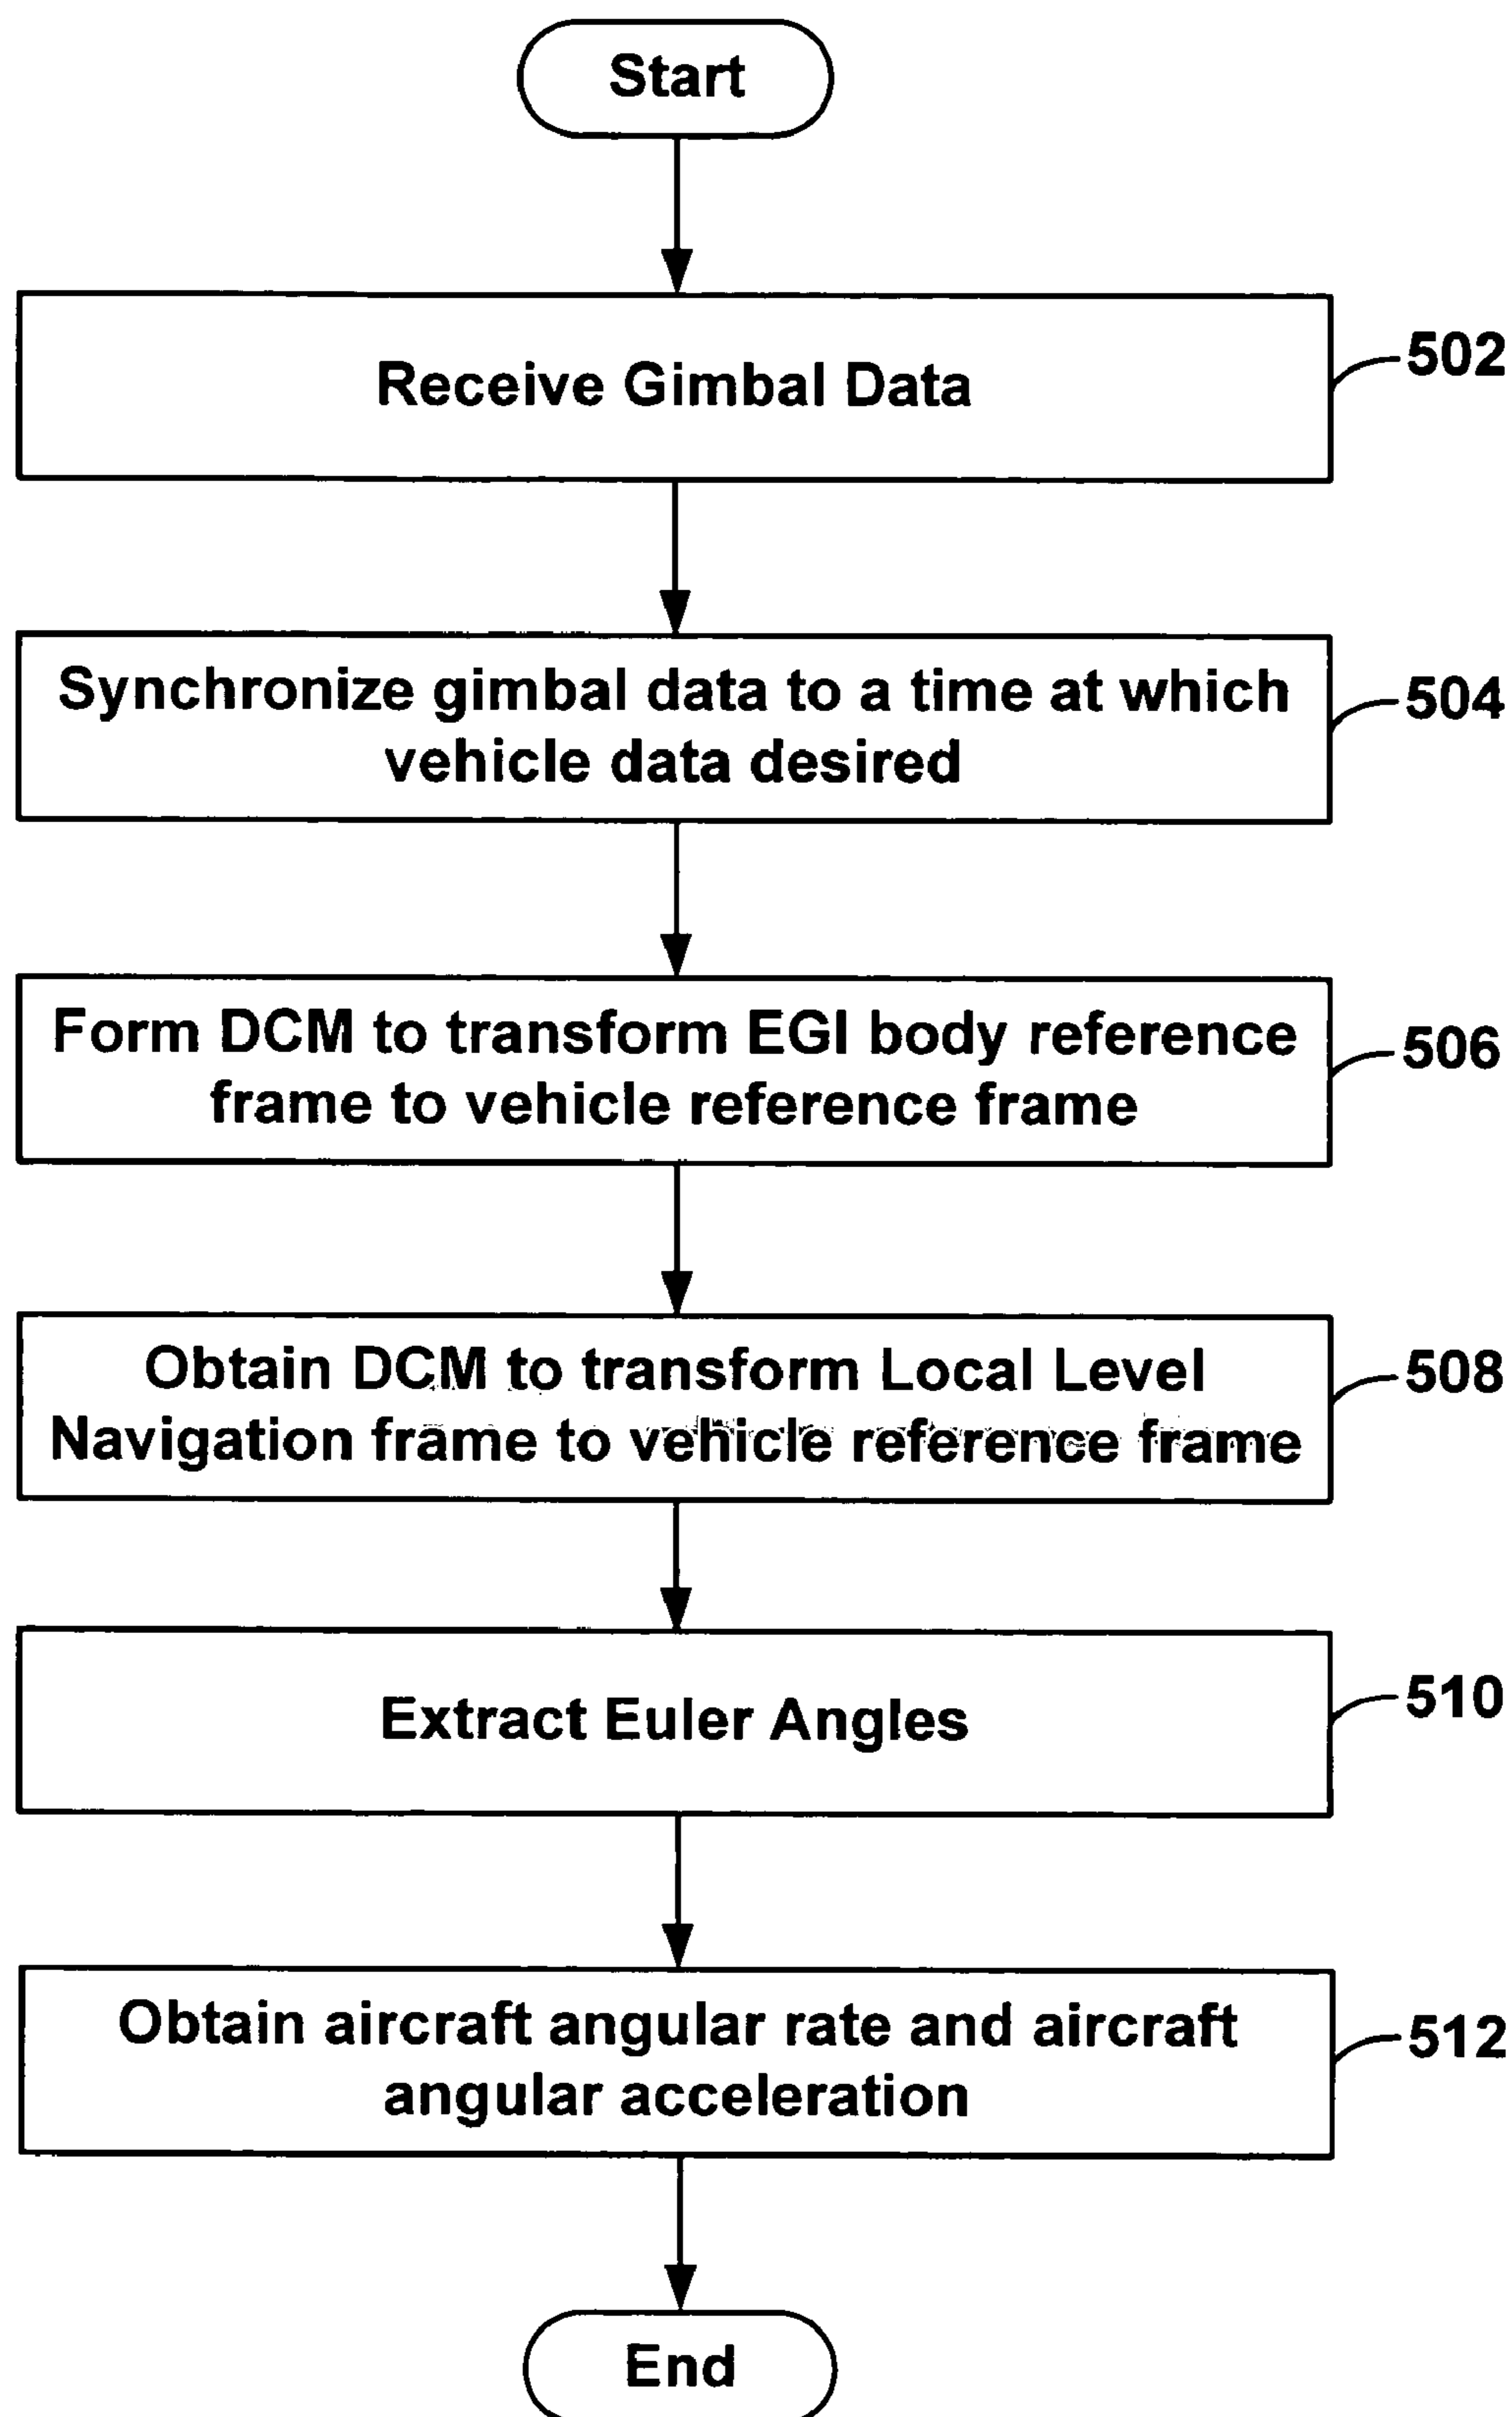 Start
Receive Gimbal Data
502
Synchronize gimbal data to a time at which
vehicle data desired
504
Form DCM to transform EGI body reference
frame to vehicle reference frame
506
Obtain DCM to transform Local Level
Navigation frame to vehicle reference frame
508
Extract Euler Angles
510
Obtain aircraft angular rate and aircraft
angular acceleration
512
End